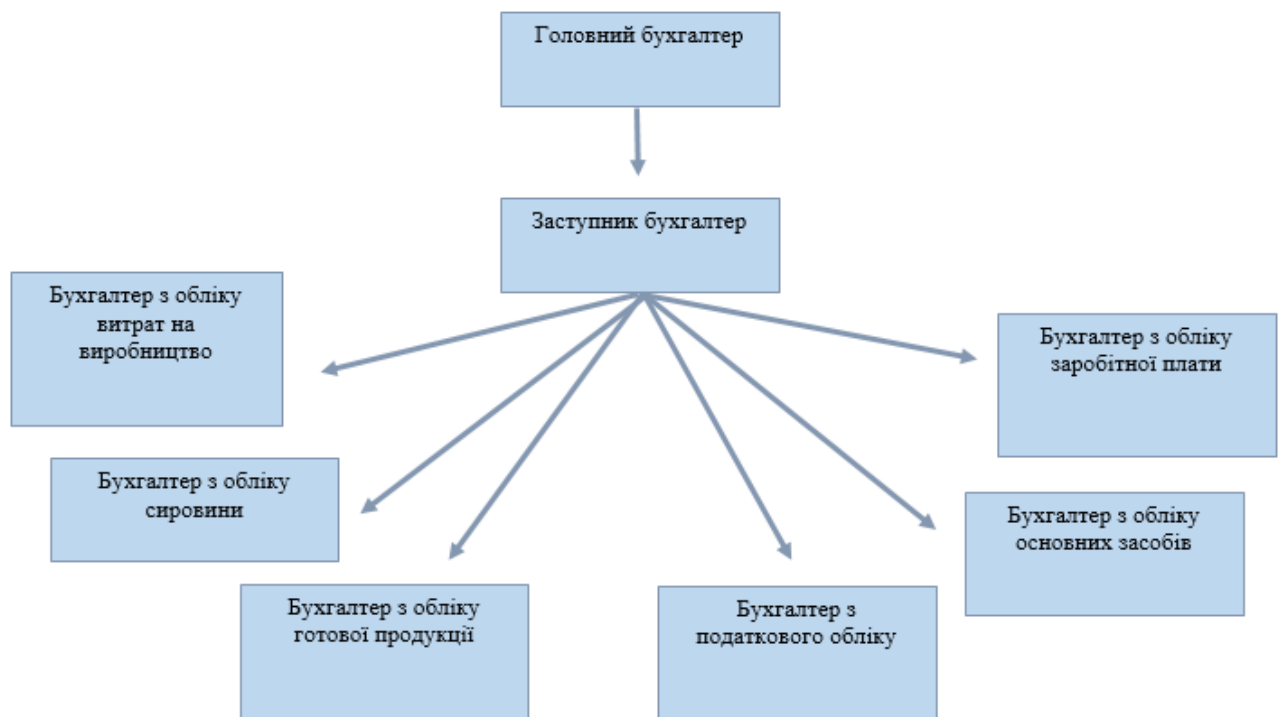 Головний бухгалтер
Заступник бухгалтер
Бухгалтер з обліку
витрат на
виробництво
Бухгалтер з обліку
заробітної плати
Бухгалтер з обліку
сировини
Бухгалтер з обліку
основних засобів
Бухгалтер з обліку
готової продукції
Бухгалтер з
податкового обліку